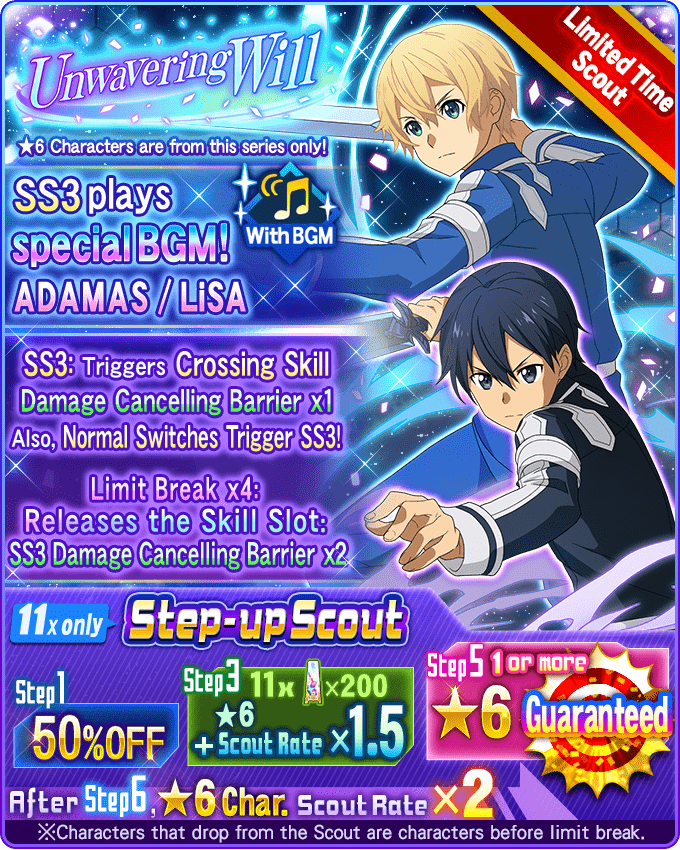 Unwavering Will
Limited Time
Scout
★6 Characters are from this series only!
SS3 plays
special BGM!
ADAMAS / LiSA
With BGM
SS3: Triggers Crossing Skill
Damage Cancelling Barrier x1
Also, Normal Switches Trigger SS3!
Limit Break x4:
Releases the Skill Slot:
SS3 Damage Cancelling Barrier x2
11x only Step-up Scout
Step1
50%OFF
Step3 11x ×200
★6
+ Scout Rate ×1.5
Step5 1 or more
★6 Guaranteed
After Step6, ★6 Char. Scout Rate ×2
※Characters that drop from the Scout are characters before limit break.